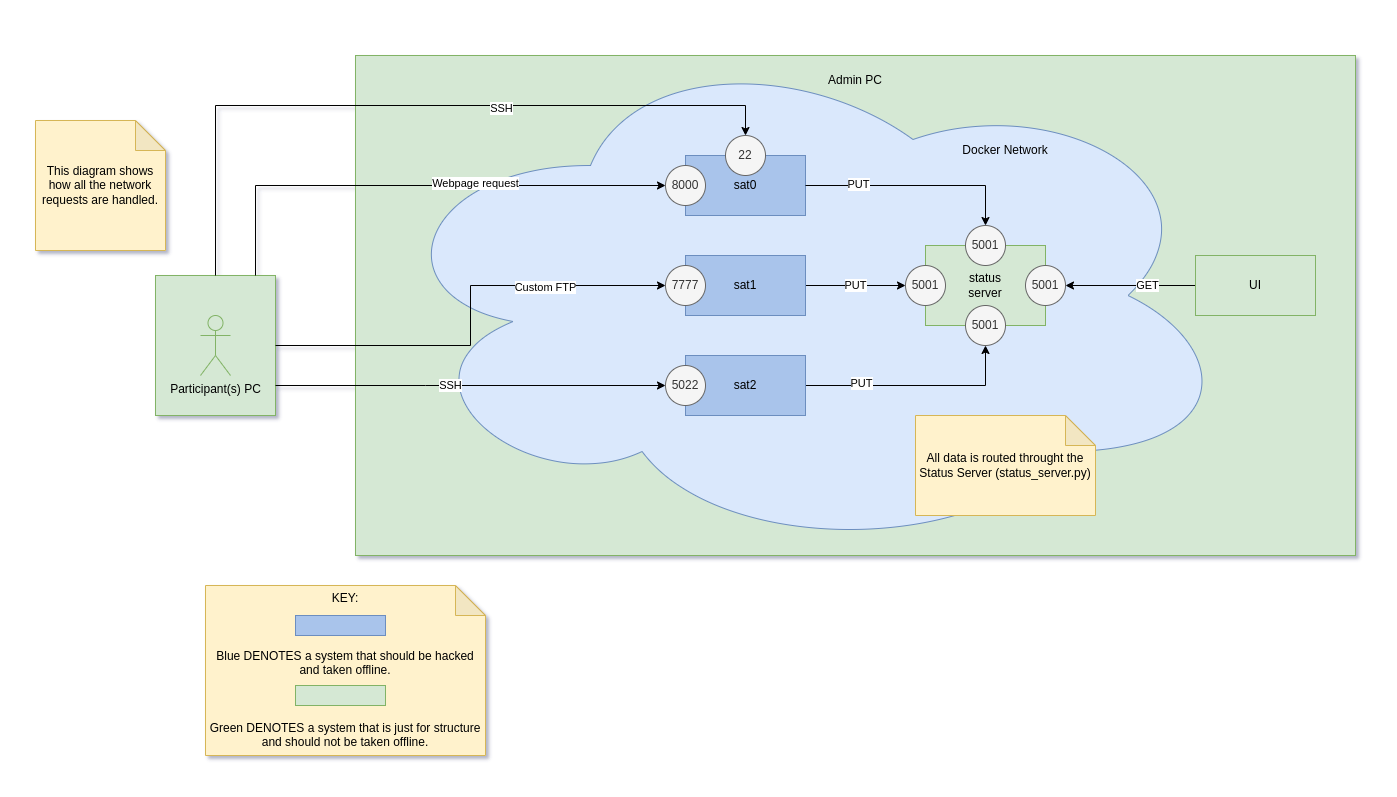 Admin PC
SSH
This diagram shows
how all the network
requests are handled.
Docker Network
22
Webpage request
8000
sat0
PUT
5001
Custom FTP
7777
sat1
PUT
5001
status
server
5001
GET
UI
5001
Participant(s) PC
SSH
5022
sat2
PUT
All data is routed throught the
Status Server (status_server.py)
KEY:
Blue DENOTES a system that should be hacked
and taken offline.
Green DENOTES a system that is just for structure
and should not be taken offline.